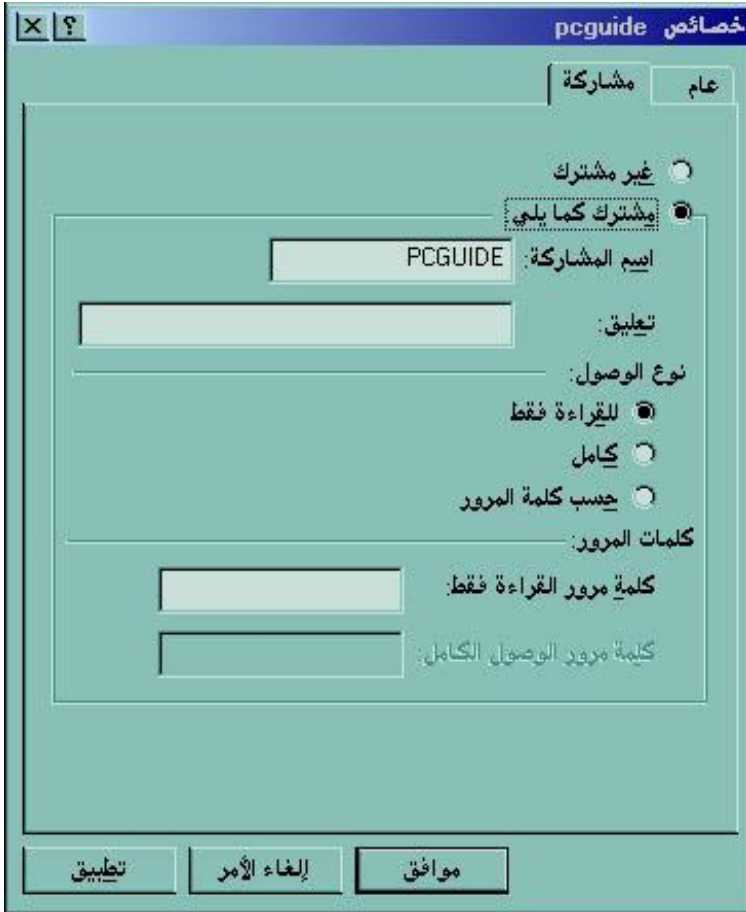 خصائص pcguide
عام مشاركة
غير مشترك
مشترك كما يلي
اسم المشاركة: PCGUIDE
تعليق:
نوع الوصول:
للقراءة فقط
كامل
حسب كلمة المرور
كلمات المرور:
كلمة مرور القراءة فقط:
كلمة مرور الوصول الكامل:
موافق إلغاء الأمر تطبيق